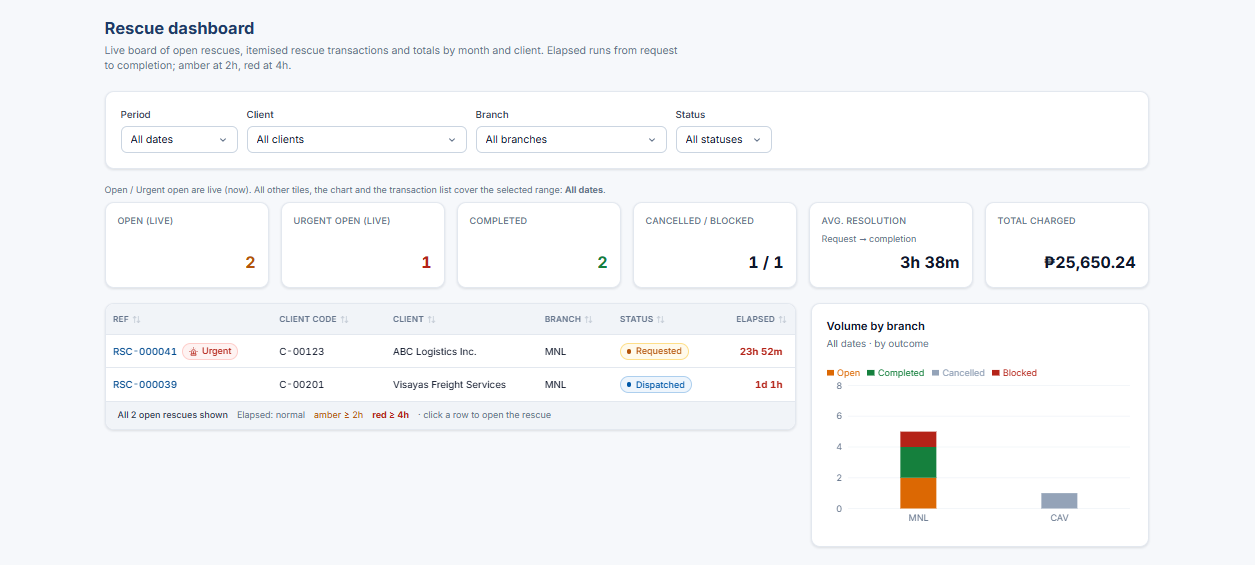 Rescue dashboard
Live board of open rescues, itemised rescue transactions and totals by month and client. Elapsed runs from request
to completion; amber at 2h, red at 4h.
Period Client Branch Status
All dates All clients All branches All statuses
Open / Urgent open are live (now). All other tiles, the chart and the transaction list cover the selected range: All dates.
OPEN (LIVE) URGENT OPEN (LIVE) COMPLETED CANCELLED / BLOCKED AVG. RESOLUTION TOTAL CHARGED
Request → completion
2 1 2 1 / 1 3h 38m ₱25,650.24
REF CLIENT CODE CLIENT BRANCH STATUS ELAPSED
RSC-000041 Urgent C-00123 ABC Logistics Inc. MNL Requested 23h 52m
RSC-000039 C-00201 Visayas Freight Services MNL Dispatched 1d 1h
All 2 open rescues shown Elapsed: normal amber ≥ 2h red ≥ 4h · click a row to open the rescue
Volume by branch
All dates · by outcome
Open Completed Cancelled Blocked
8
6
4
2
0
MNL CAV